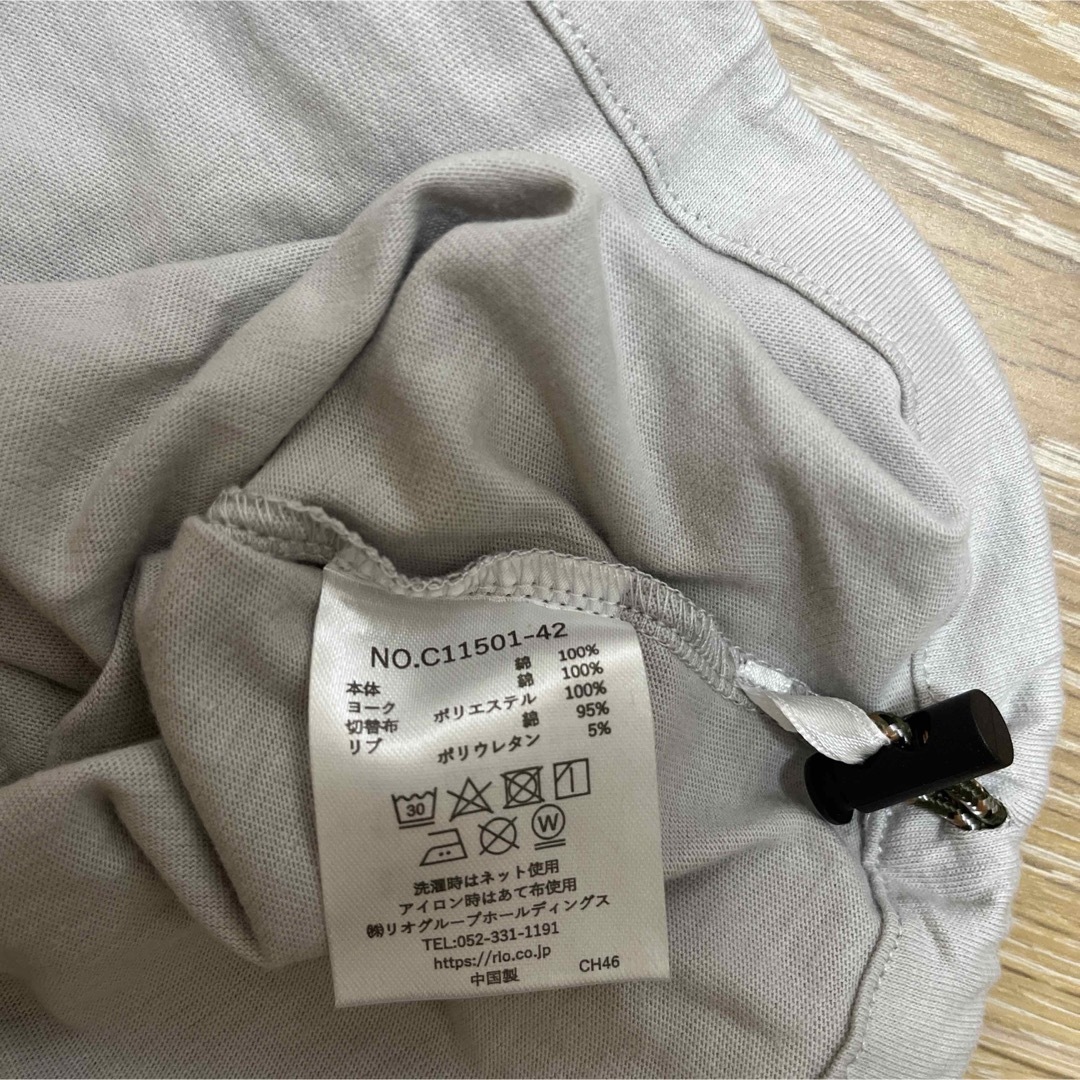 NO.C11501-42
本体 綿 100%
ヨーク 綿 100%
切替布 ポリエステル 100%
リブ 綿 95%
ポリウレタン 5%
30
W
洗濯時はネット使用
アイロン時はあて布使用
㈱リオグループホールディングス
TEL:052-331-1191
https://rio.co.jp
中国製 CH46